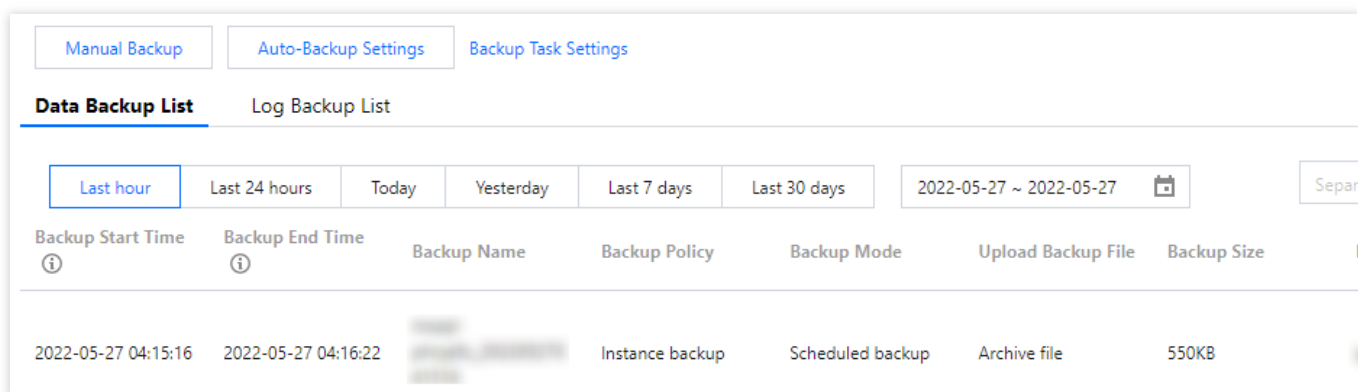 Manual Backup Auto-Backup Settings Backup Task Settings
Data Backup List Log Backup List
Last hour Last 24 hours Today Yesterday Last 7 days Last 30 days 2022-05-27 ~ 2022-05-27
Backup Start Time Backup End Time Backup Name Backup Policy Backup Mode Upload Backup File Backup Size
2022-05-27 04:15:16 2022-05-27 04:16:22 Instance backup Scheduled backup Archive file 550KB